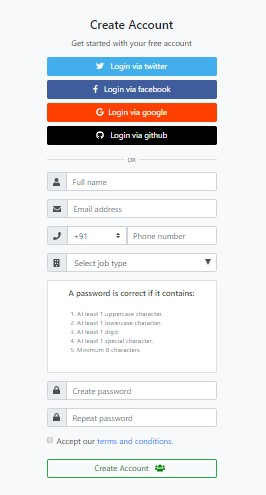 Create Account
Get started with your free account
Login via twitter
Login via facebook
Login via google
Login via github
OR
Full name
Email address
+91 Phone number
Select job type
A password is correct if it contains:
1. At least 1 uppercase character.
2. At least 1 lowercase character.
3. At least 1 digit.
4. At least 1 special character.
5. Minimum 8 characters.
Create password
Repeat password
Accept our terms and conditions.
Create Account